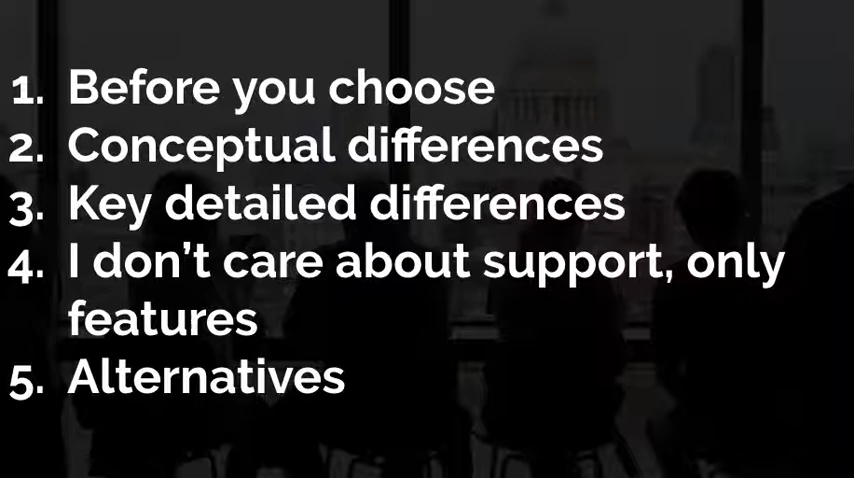 1. Before you choose
2. Conceptual differences
3. Key detailed differences
4. I don’t care about support, only
features
5. Alternatives